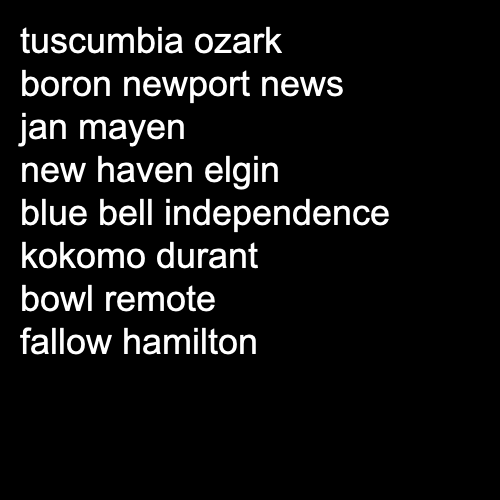 tuscumbia ozark
boron newport news
jan mayen
new haven elgin
blue bell independence
kokomo durant
bowl remote
fallow hamilton